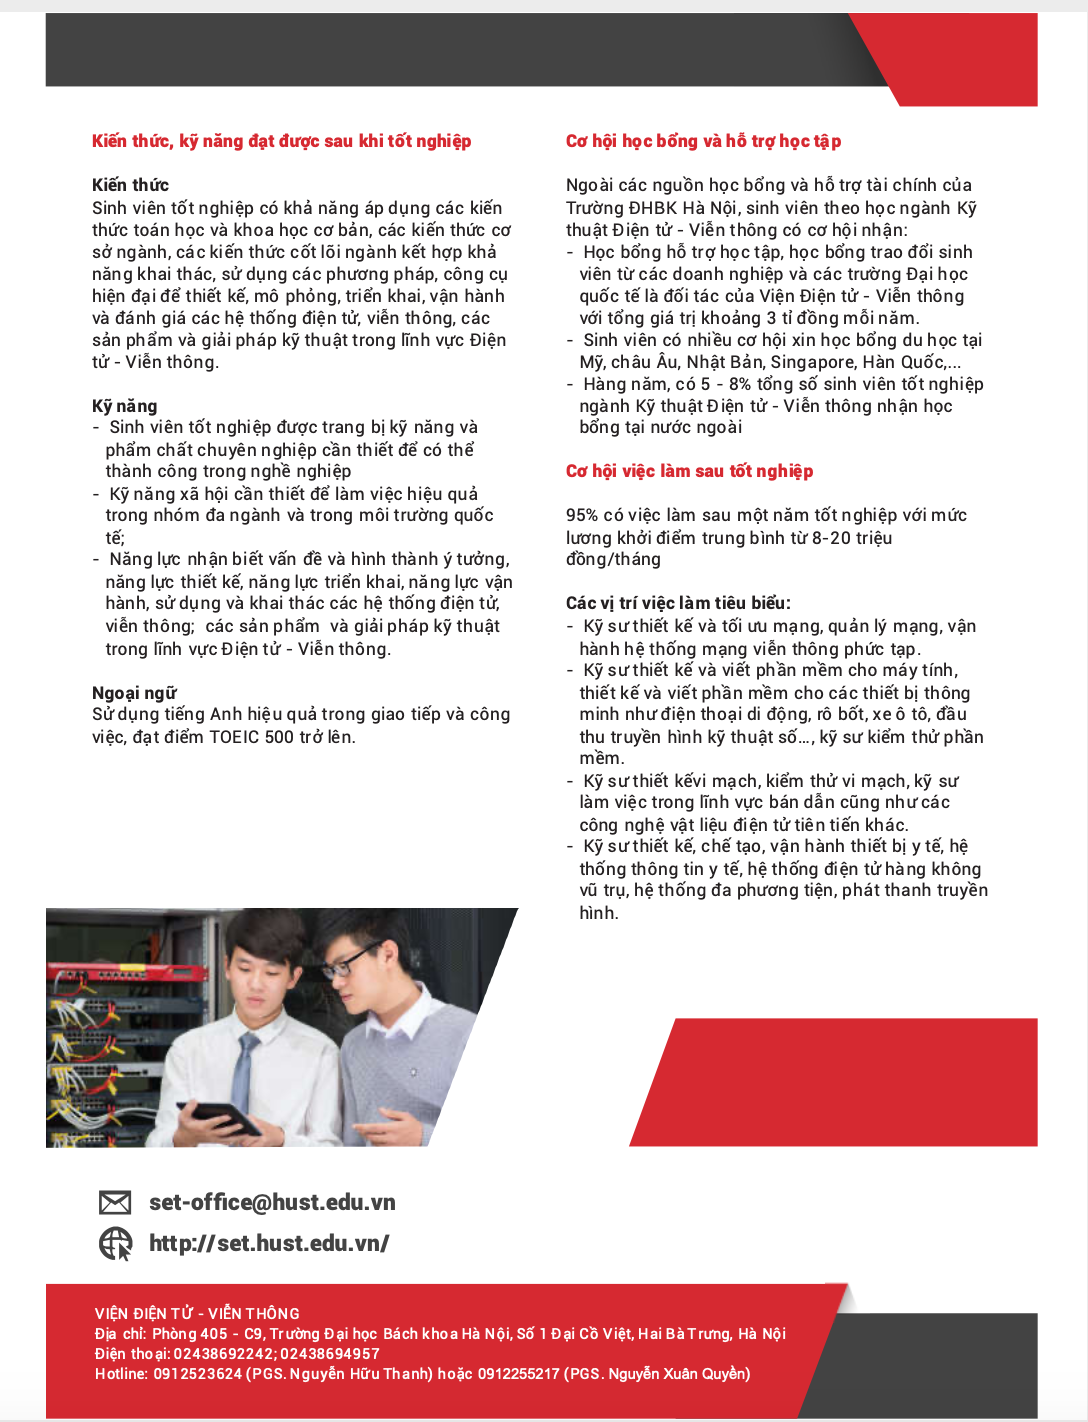 Kiến thức, kỹ năng đạt được sau khi tốt nghiệp
Kiến thức
Sinh viên tốt nghiệp có khả năng áp dụng các kiến
thức toán học và khoa học cơ bản, các kiến thức cơ
sở ngành, các kiến thức cốt lõi ngành kết hợp khả
năng khai thác, sử dụng các phương pháp, công cụ
hiện đại để thiết kế, mô phỏng, triển khai, vận hành
và đánh giá các hệ thống điện tử, viễn thông, các
sản phẩm và giải pháp kỹ thuật trong lĩnh vực Điện
tử - Viễn thông.
Kỹ năng
- Sinh viên tốt nghiệp được trang bị kỹ năng và
phẩm chất chuyên nghiệp cần thiết để có thể
thành công trong nghề nghiệp
- Kỹ năng xã hội cần thiết để làm việc hiệu quả
trong nhóm đa ngành và trong môi trường quốc
tế;
- Năng lực nhận biết vấn đề và hình thành ý tưởng,
năng lực thiết kế, năng lực triển khai, năng lực vận
hành, sử dụng và khai thác các hệ thống điện tử,
viễn thông; các sản phẩm và giải pháp kỹ thuật
trong lĩnh vực Điện tử - Viễn thông.
Ngoại ngữ
Sử dụng tiếng Anh hiệu quả trong giao tiếp và công
việc, đạt điểm TOEIC 500 trở lên.
Cơ hội học bổng và hỗ trợ học tập
Ngoài các nguồn học bổng và hỗ trợ tài chính của
Trường ĐHBK Hà Nội, sinh viên theo học ngành Kỹ
thuật Điện tử - Viễn thông có cơ hội nhận:
- Học bổng hỗ trợ học tập, học bổng trao đổi sinh
viên từ các doanh nghiệp và các trường Đại học
quốc tế là đối tác của Viện Điện tử - Viễn thông
với tổng giá trị khoảng 3 tỉ đồng mỗi năm.
- Sinh viên có nhiều cơ hội xin học bổng du học tại
Mỹ, châu Âu, Nhật Bản, Singapore, Hàn Quốc,...
- Hàng năm, có 5 - 8% tổng số sinh viên tốt nghiệp
ngành Kỹ thuật Điện tử - Viễn thông nhận học
bổng tại nước ngoài
Cơ hội việc làm sau tốt nghiệp
95% có việc làm sau một năm tốt nghiệp với mức
lương khởi điểm trung bình từ 8-20 triệu
đồng/tháng
Các vị trí việc làm tiêu biểu:
- Kỹ sư thiết kế và tối ưu mạng, quản lý mạng, vận
hành hệ thống mạng viễn thông phức tạp.
- Kỹ sư thiết kế và viết phần mềm cho máy tính,
thiết kế và viết phần mềm cho các thiết bị thông
minh như điện thoại di động, rô bốt, xe ô tô, đầu
thu truyền hình kỹ thuật số..., kỹ sư kiểm thử phần
mềm.
- Kỹ sư thiết kếvi mạch, kiểm thử vi mạch, kỹ sư
làm việc trong lĩnh vực bán dẫn cũng như các
công nghệ vật liệu điện tử tiên tiến khác.
- Kỹ sư thiết kế, chế tạo, vận hành thiết bị y tế, hệ
thống thông tin y tế, hệ thống điện tử hàng không
vũ trụ, hệ thống đa phương tiện, phát thanh truyền
hình.
set-office@hust.edu.vn
http://set.hust.edu.vn/
VIỆN ĐIỆN TỬ - VIỄN THÔNG
Địa chỉ: Phòng 405 - C9, Trường Đại học Bách khoa Hà Nội, Số 1 Đại Cồ Việt, Hai Bà Trưng, Hà Nội
Điện thoại: 02438692242; 02438694957
Hotline: 0912523624 (PGS. Nguyễn Hữu Thanh) hoặc 0912255217 (PGS. Nguyễn Xuân Quyền)